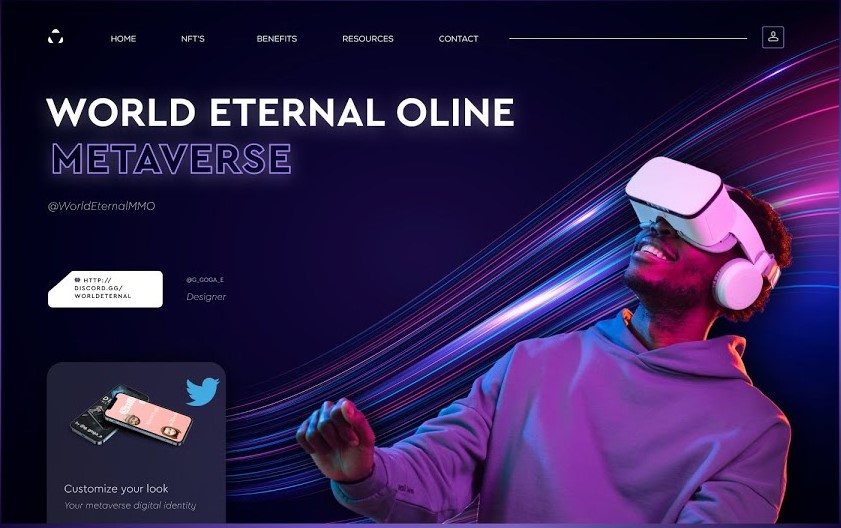 HOME NFT'S BENEFITS RESOURCES CONTACT
WORLD ETERNAL OLINE
METAVERSE
@WorldEternalMMO
HTTP://
DISCORD.GG/
WORLDETERNAL
@G_GOGA_E
Designer
Customize your look
Your metaverse digital identity